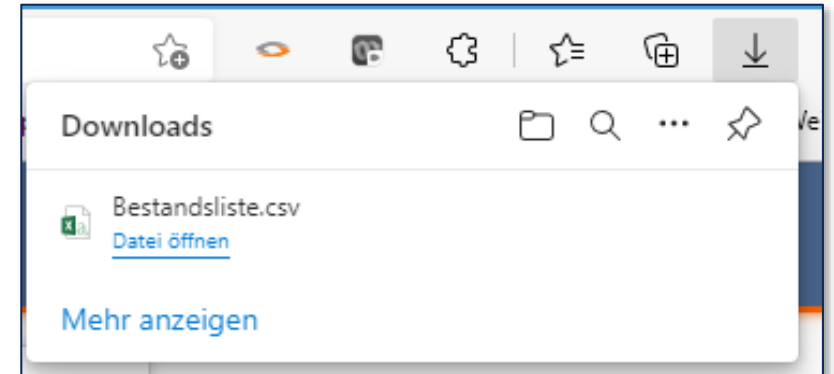 Downloads
Bestandsliste.csv
Datei öffnen
Mehr anzeigen